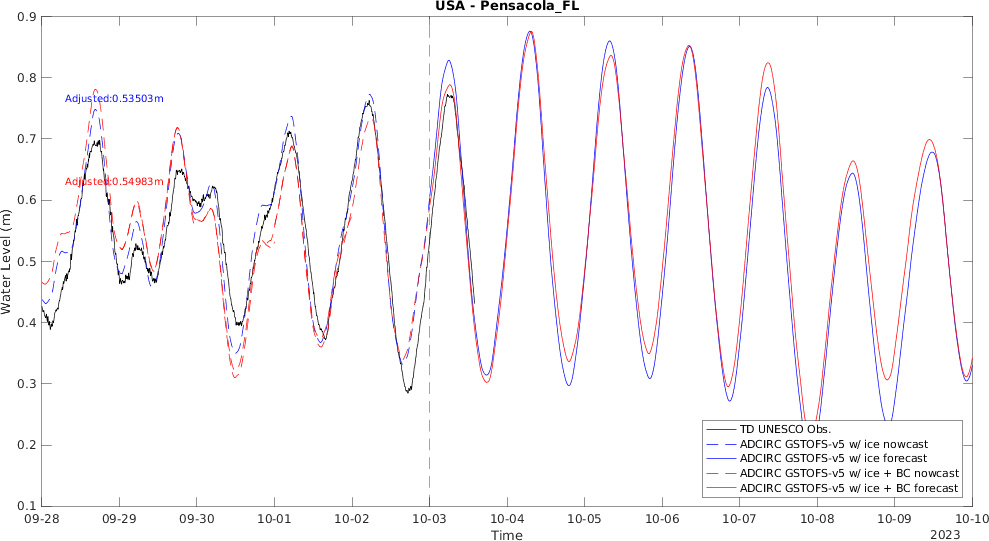 USA - Pensacola_FL
0.9
0.8
0.7
0.6
0.5
0.4
0.3
0.2
0.1
Water Level (m)
Adjusted:0.53503m
Adjusted:0.54983m
TD UNESCO Obs.
ADCIRC GSTOFS-v5 w/ ice nowcast
ADCIRC GSTOFS-v5 w/ ice forecast
ADCIRC GSTOFS-v5 w/ ice + BC nowcast
ADCIRC GSTOFS-v5 w/ ice + BC forecast
09-28 09-29 09-30 10-01 10-02 10-03 10-04 10-05 10-06 10-07 10-08 10-09 10-10
Time
2023